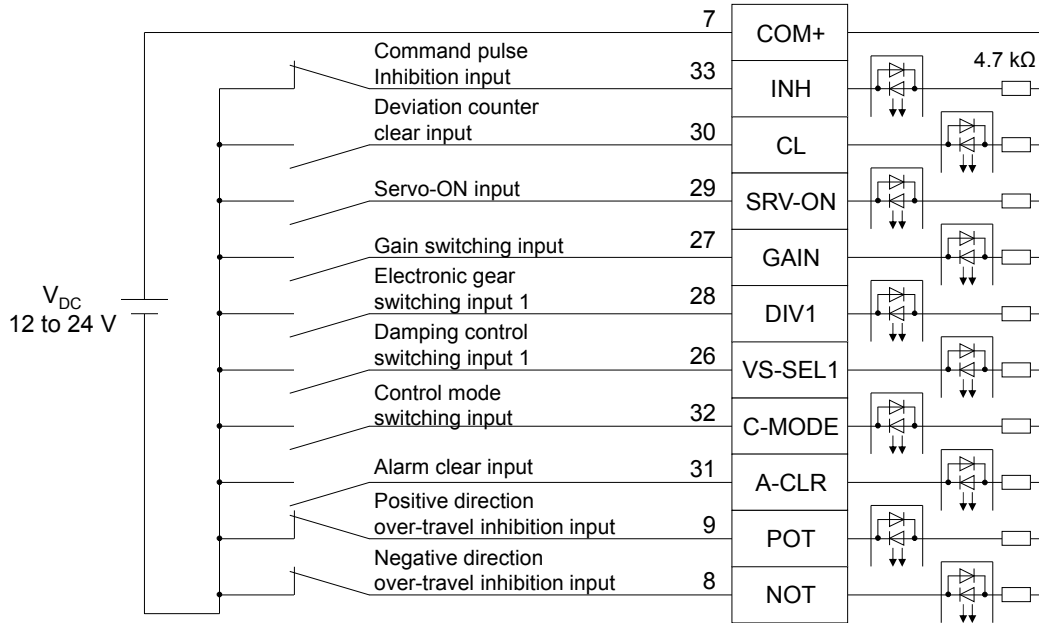 7
COM+
4.7 kΩ
Command pulse
Inhibition input
33
INH
Deviation counter
clear input
30
CL
Servo-ON input
29
SRV-ON
Gain switching input
27
GAIN
Electronic gear
switching input 1
28
DIV1
V_DC
12 to 24 V
Damping control
switching input 1
26
VS-SEL1
Control mode
switching input
32
C-MODE
Alarm clear input
31
A-CLR
Positive direction
over-travel inhibition input
9
POT
Negative direction
over-travel inhibition input
8
NOT